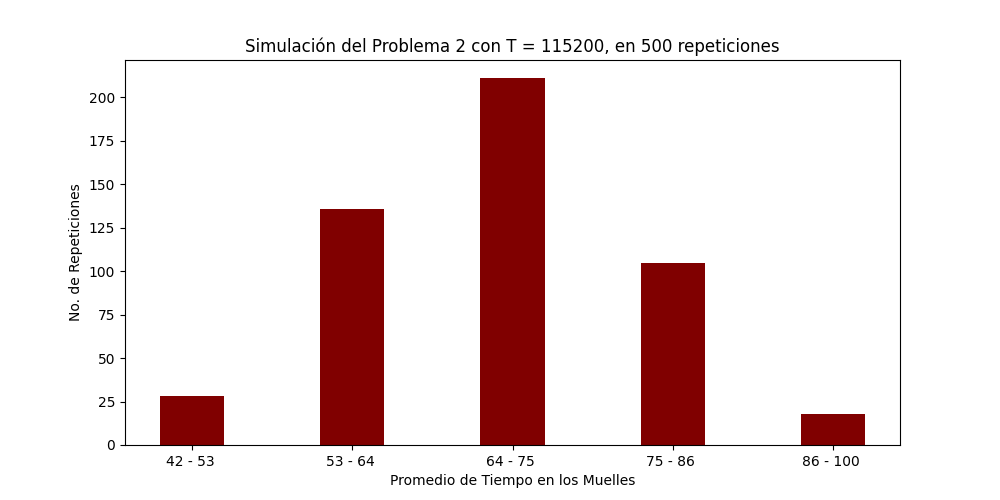 Simulación del Problema 2 con T = 115200, en 500 repeticiones
No. de Repeticiones
200
175
150
125
100
75
50
25
0
42 - 53
53 - 64
64 - 75
75 - 86
86 - 100
Promedio de Tiempo en los Muelles